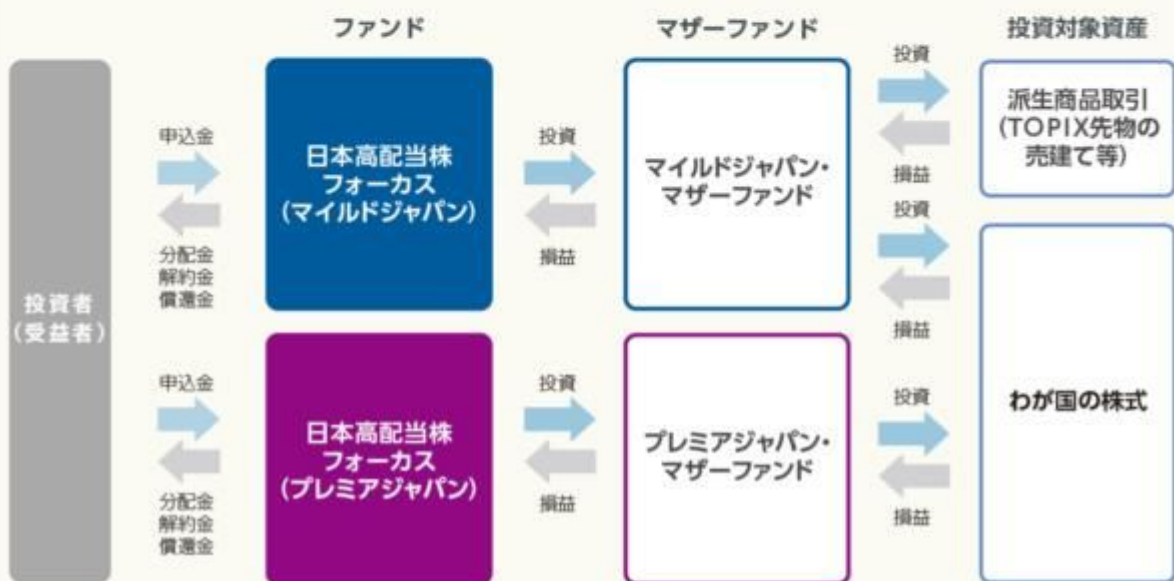 ファンド
マザーファンド
投資対象資産
投資者
(受益者)
申込金
分配金
解約金
償還金
日本高配当株
フォーカス
(マイルドジャパン)
投資
損益
マイルドジャパン・
マザーファンド
投資
損益
派生商品取引
(TOPIX先物の
売建て等)
投資
損益
申込金
分配金
解約金
償還金
日本高配当株
フォーカス
(プレミアジャパン)
投資
損益
プレミアジャパン・
マザーファンド
投資
損益
わが国の株式